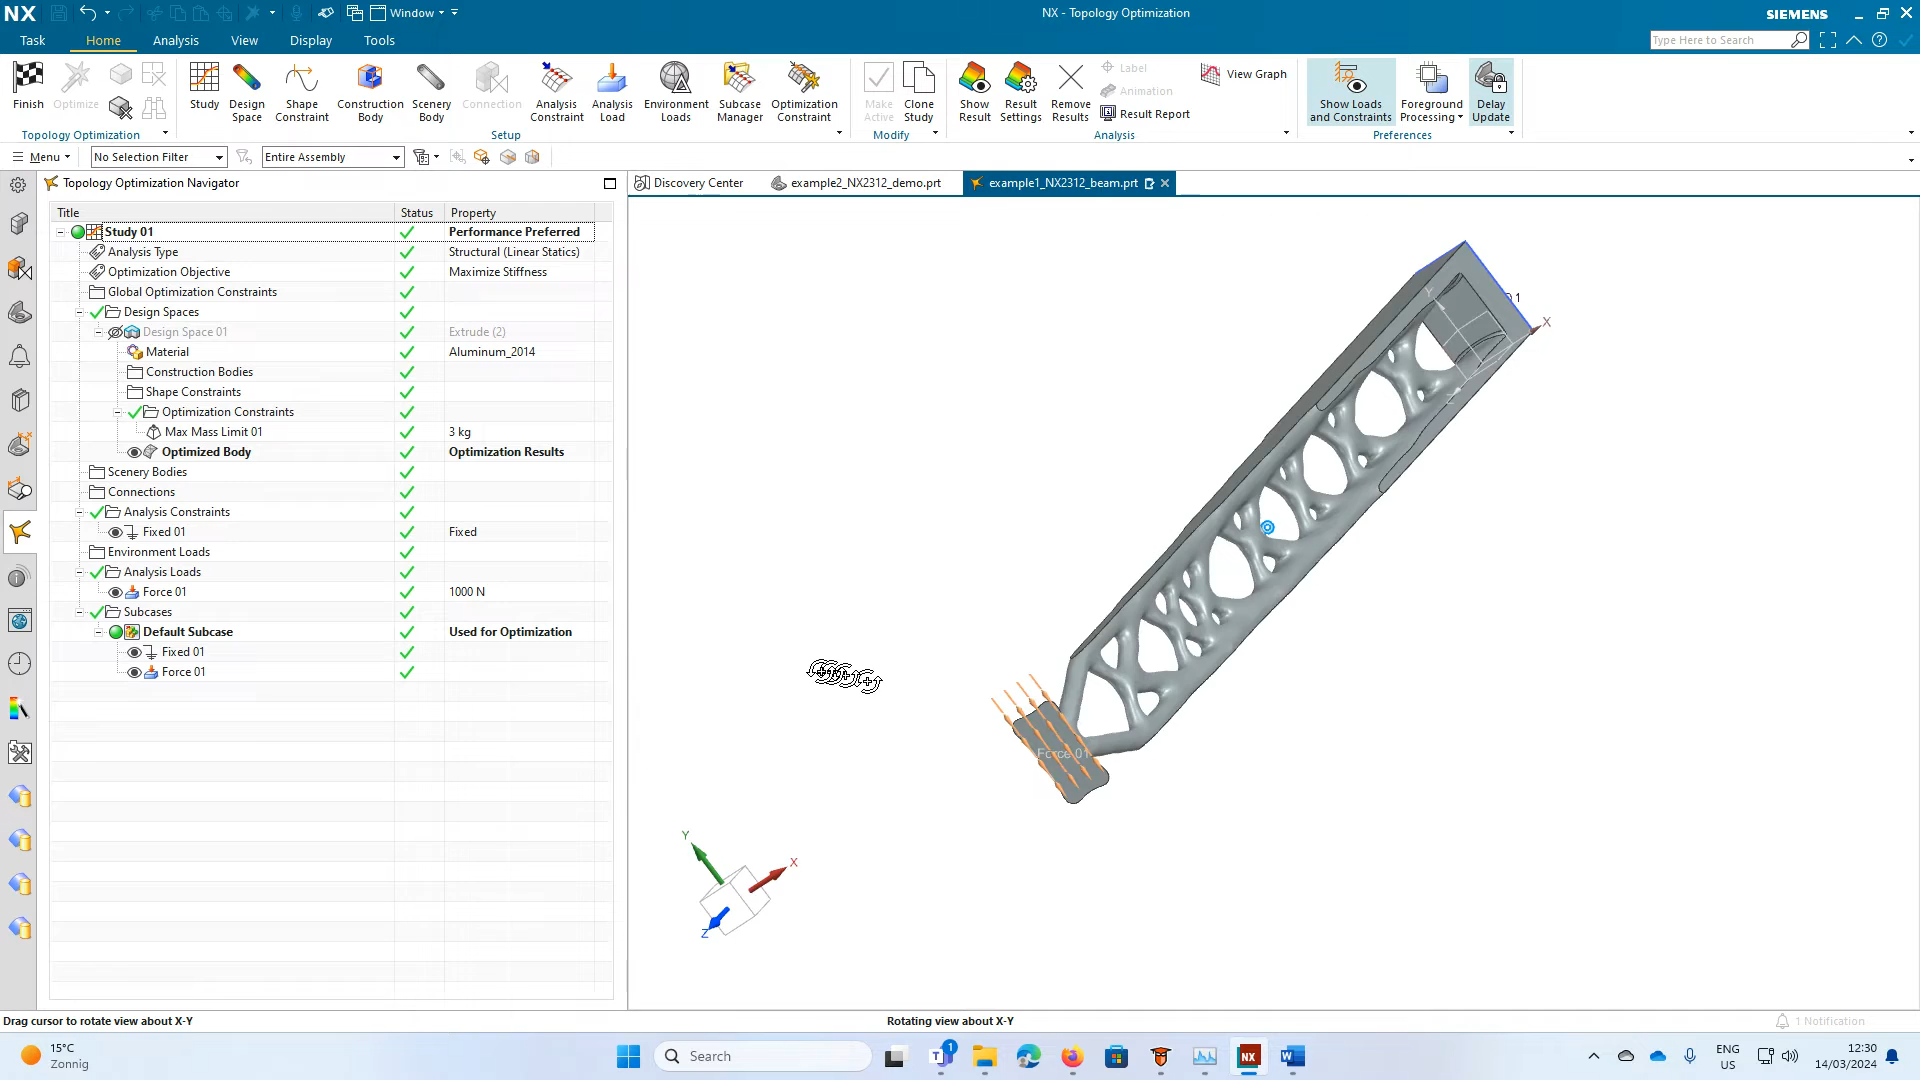 NX
Window
NX - Topology Optimization
SIEMENS
Task
Home
Analysis
View
Display
Tools
Type Here to Search
Finish
Optimize
Study
Design Space
Shape Constraint
Construction Body
Scenery Body
Connection
Analysis Constraint
Analysis Load
Environment Loads
Subcase Manager
Optimization Constraint
Make Active
Clone Study
Show Result
Result Settings
Remove Results
Label
Animation
Result Report
View Graph
Show Loads and Constraints
Foreground Processing
Delay Update
Topology Optimization
Setup
Modify
Analysis
Preferences
Menu
No Selection Filter
Entire Assembly
Topology Optimization Navigator
Discovery Center
example2_NX2312_demo.prt
example1_NX2312_beam.prt
Title Status Property
Study 01 Performance Preferred
Analysis Type Structural (Linear Statics)
Optimization Objective Maximize Stiffness
Global Optimization Constraints
Design Spaces
Design Space 01 Extrude (2)
Material Aluminum_2014
Construction Bodies
Shape Constraints
Optimization Constraints
Max Mass Limit 01 3 kg
Optimized Body Optimization Results
Scenery Bodies
Connections
Analysis Constraints
Fixed 01 Fixed
Environment Loads
Analysis Loads
Force 01 1000 N
Subcases
Default Subcase Used for Optimization
Fixed 01
Force 01
1
X
Y
Z
Force 01
Y
X
Z
Drag cursor to rotate view about X-Y
Rotating view about X-Y
1 Notification
15°C
Zonnig
Search
1
NX
W
ENG
US
12:30
14/03/2024